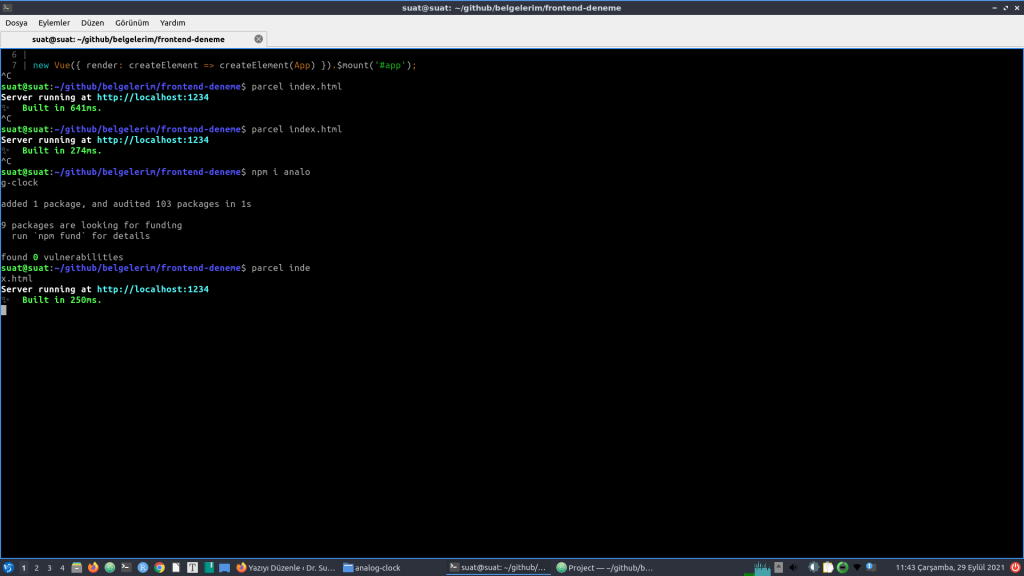 suat@suat: ~/github/belgelerim/frontend-deneme
Dosya Eylemler Düzen Görünüm Yardım
suat@suat: ~/github/belgelerim/frontend-deneme
6 |
7 | new Vue({ render: createElement => createElement(App) }).$mount('#app');
^C
suat@suat:~/github/belgelerim/frontend-deneme$ parcel index.html
Server running at http://localhost:1234
Built in 641ms.
^C
suat@suat:~/github/belgelerim/frontend-deneme$ parcel index.html
Server running at http://localhost:1234
Built in 274ms.
^C
suat@suat:~/github/belgelerim/frontend-deneme$ npm i analo
g-clock
added 1 package, and audited 103 packages in 1s
9 packages are looking for funding
run `npm fund` for details
found 0 vulnerabilities
suat@suat:~/github/belgelerim/frontend-deneme$ parcel inde
x.html
Server running at http://localhost:1234
Built in 250ms.
1 2 3 4 Yazıyı Düzenle ‹ Dr. Su... analog-clock suat@suat: ~/github/... Project — ~/github/b... 11:43 Çarşamba, 29 Eylül 2021